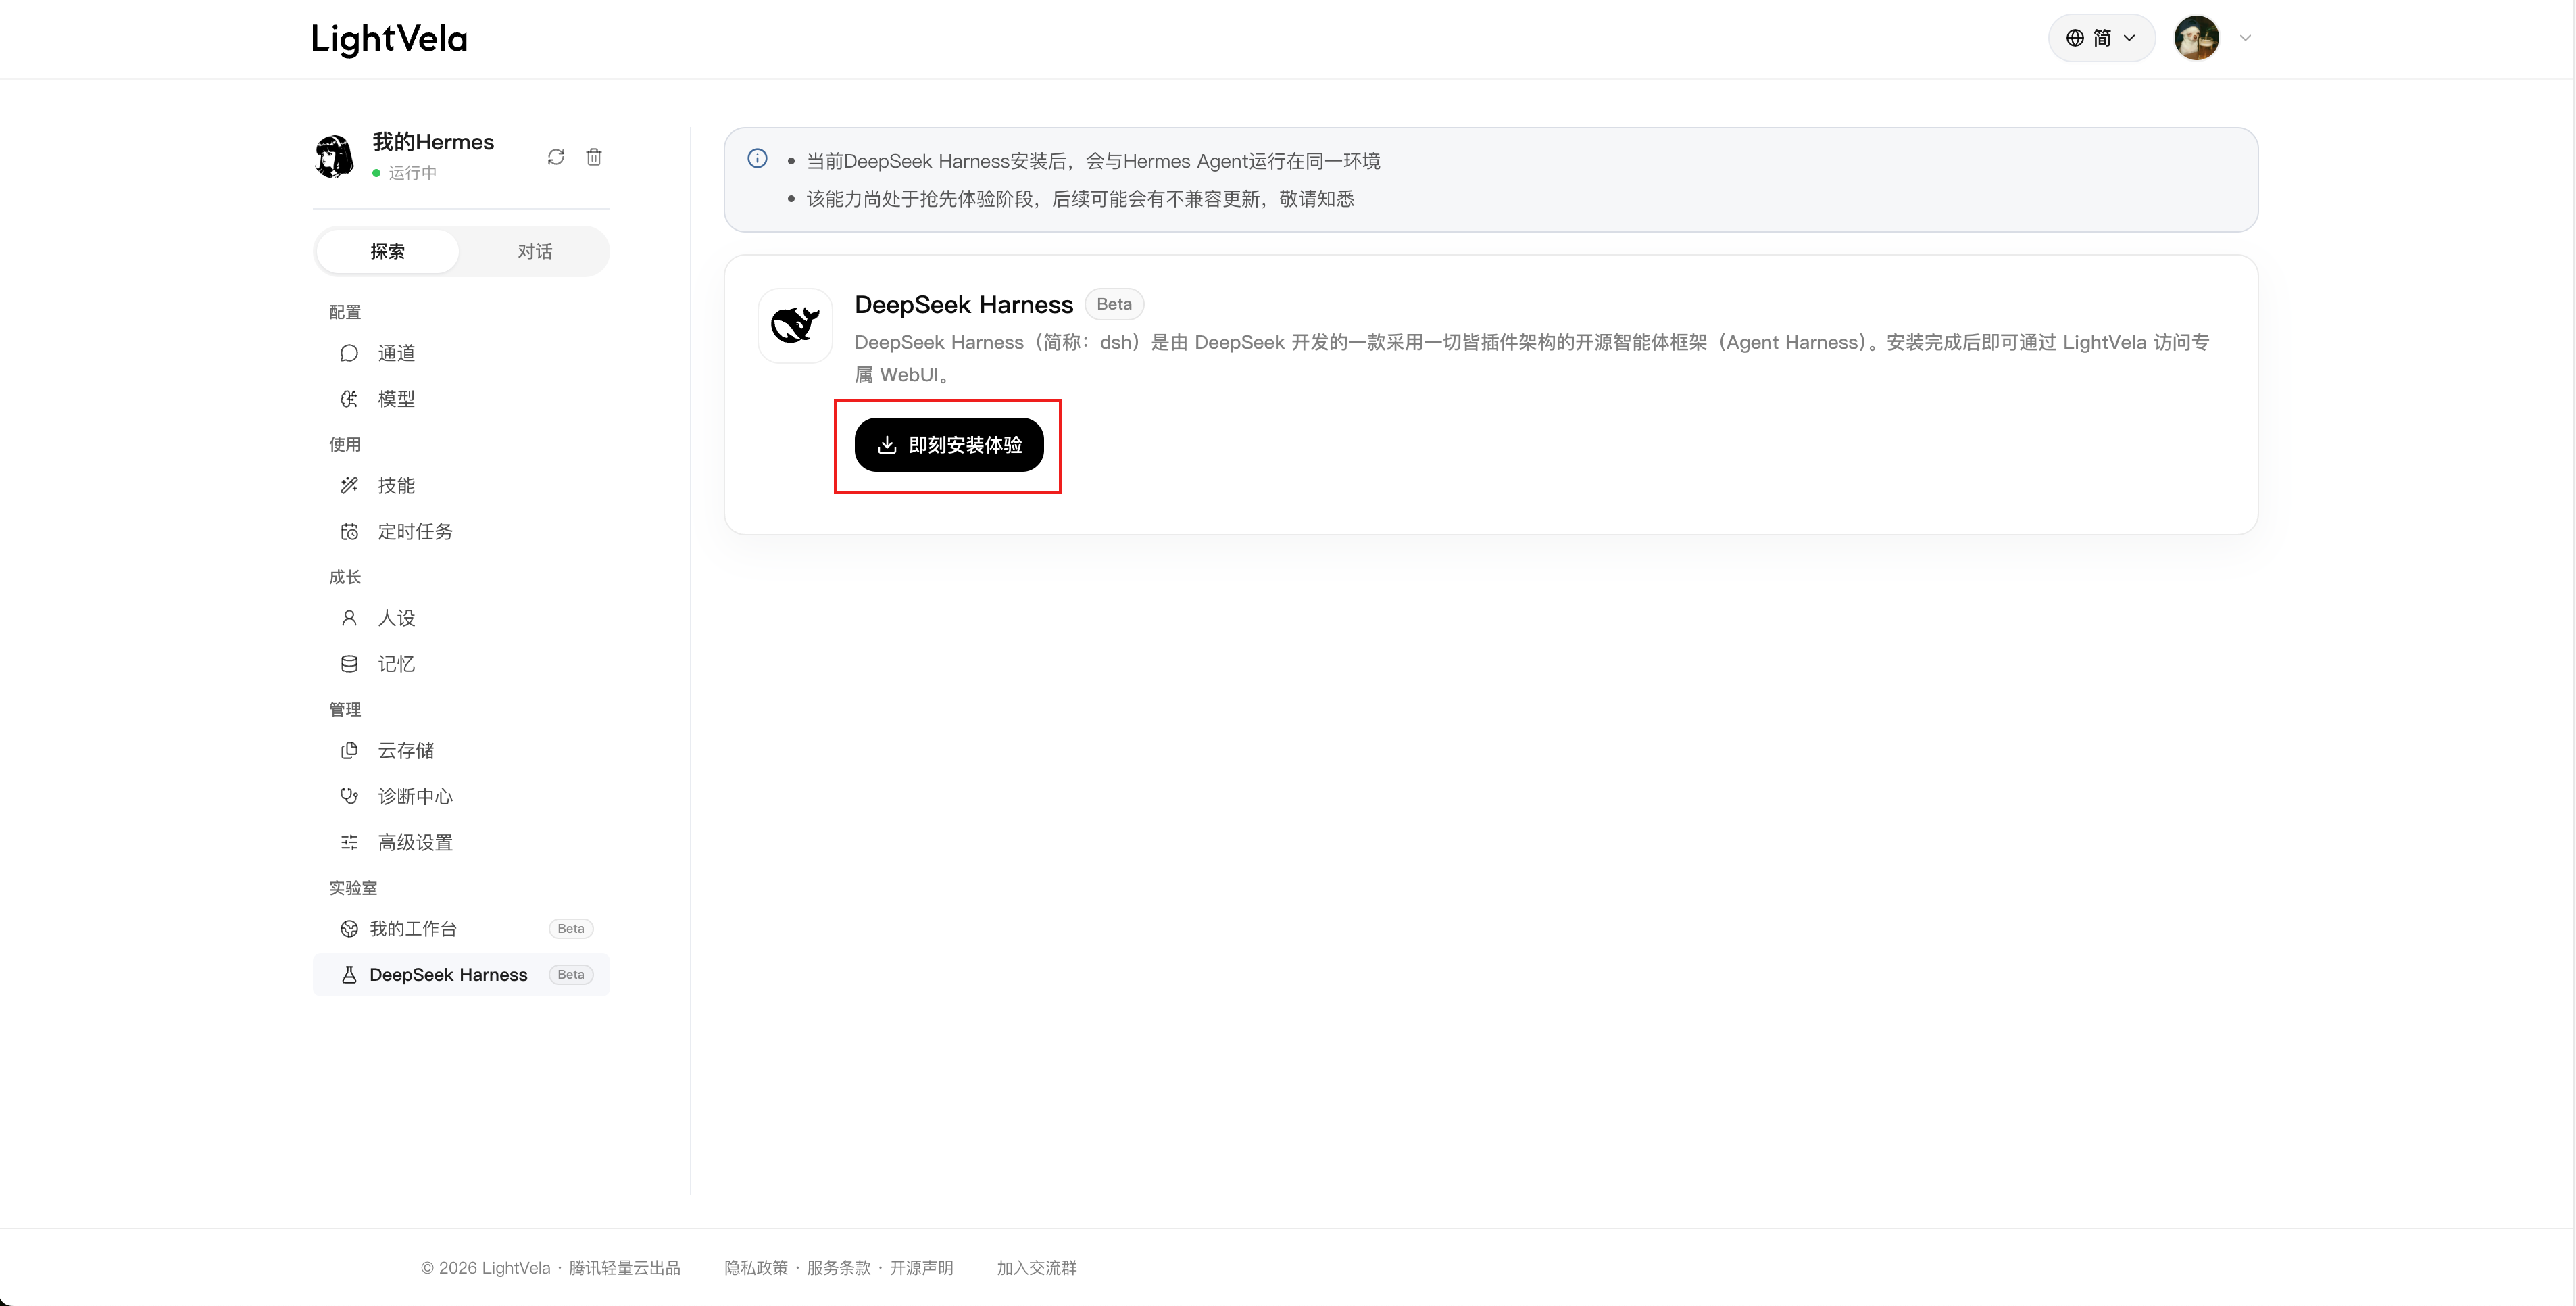 LightVela
简
我的Hermes
运行中
探索
对话
配置
通道
模型
使用
技能
定时任务
成长
人设
记忆
管理
云存储
诊断中心
高级设置
实验室
我的工作台 Beta
DeepSeek Harness Beta
• 当前DeepSeek Harness安装后，会与Hermes Agent运行在同一环境
• 该能力尚处于抢先体验阶段，后续可能会有不兼容更新，敬请知悉
DeepSeek Harness Beta
DeepSeek Harness（简称：dsh）是由 DeepSeek 开发的一款采用一切皆插件架构的开源智能体框架（Agent Harness）。安装完成后即可通过 LightVela 访问专
属 WebUI。
即刻安装体验
© 2026 LightVela · 腾讯轻量云出品 隐私政策 · 服务条款 · 开源声明 加入交流群